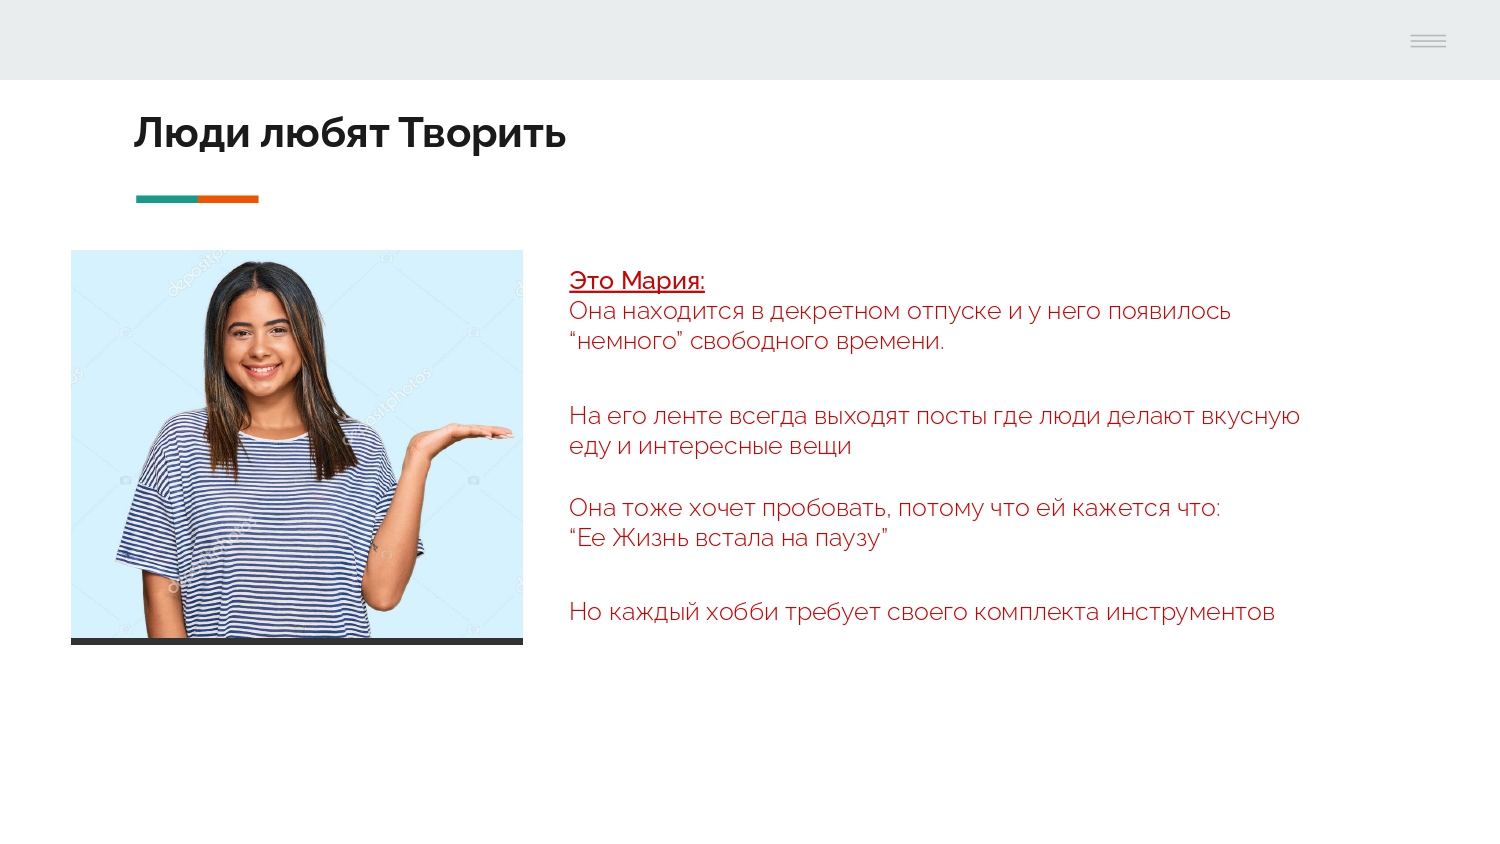 Люди любят Творить
Это Мария:
Она находится в декретном отпуске и у него появилось
“немного” свободного времени.
На его ленте всегда выходят посты где люди делают вкусную
еду и интересные вещи
Она тоже хочет пробовать, потому что ей кажется что:
“Ее Жизнь встала на паузу”
Но каждый хобби требует своего комплекта инструментов
depositphotos
depositphotos